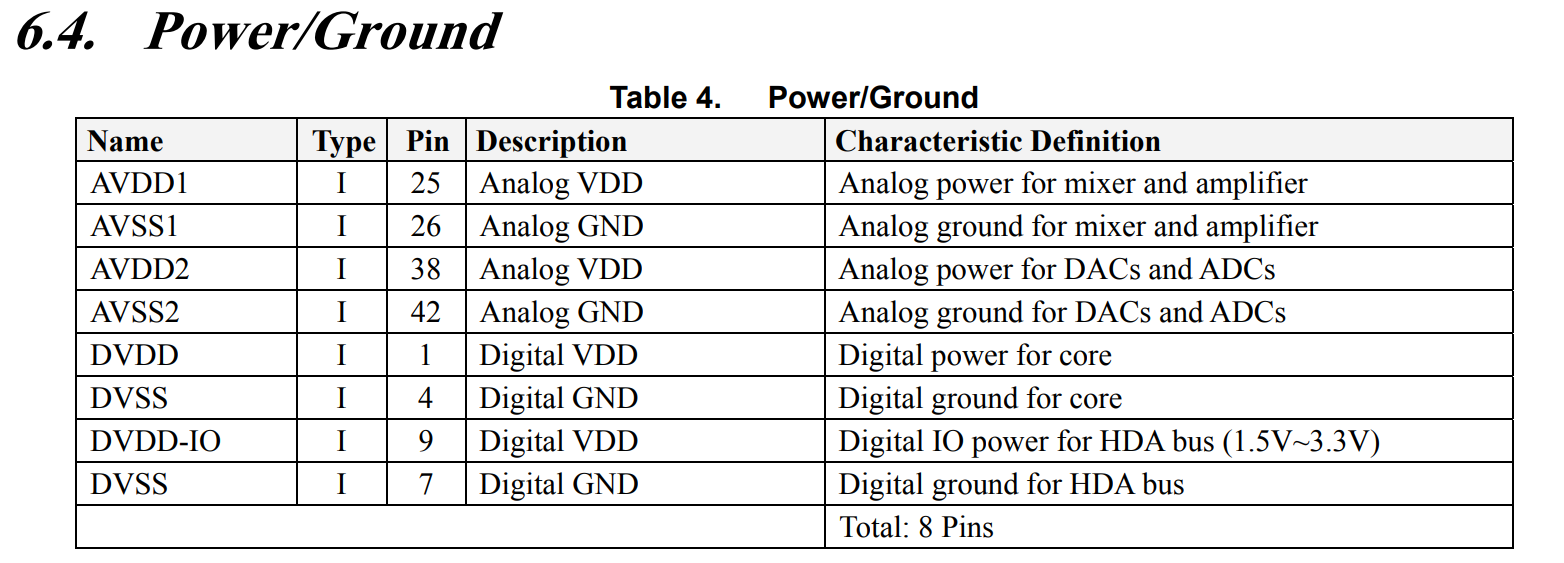 6.4. Power/Ground
Table 4. Power/Ground
Name Type Pin Description Characteristic Definition
AVDD1 I 25 Analog VDD Analog power for mixer and amplifier
AVSS1 I 26 Analog GND Analog ground for mixer and amplifier
AVDD2 I 38 Analog VDD Analog power for DACs and ADCs
AVSS2 I 42 Analog GND Analog ground for DACs and ADCs
DVDD I 1 Digital VDD Digital power for core
DVSS I 4 Digital GND Digital ground for core
DVDD-IO I 9 Digital VDD Digital IO power for HDA bus (1.5V~3.3V)
DVSS I 7 Digital GND Digital ground for HDA bus
Total: 8 Pins